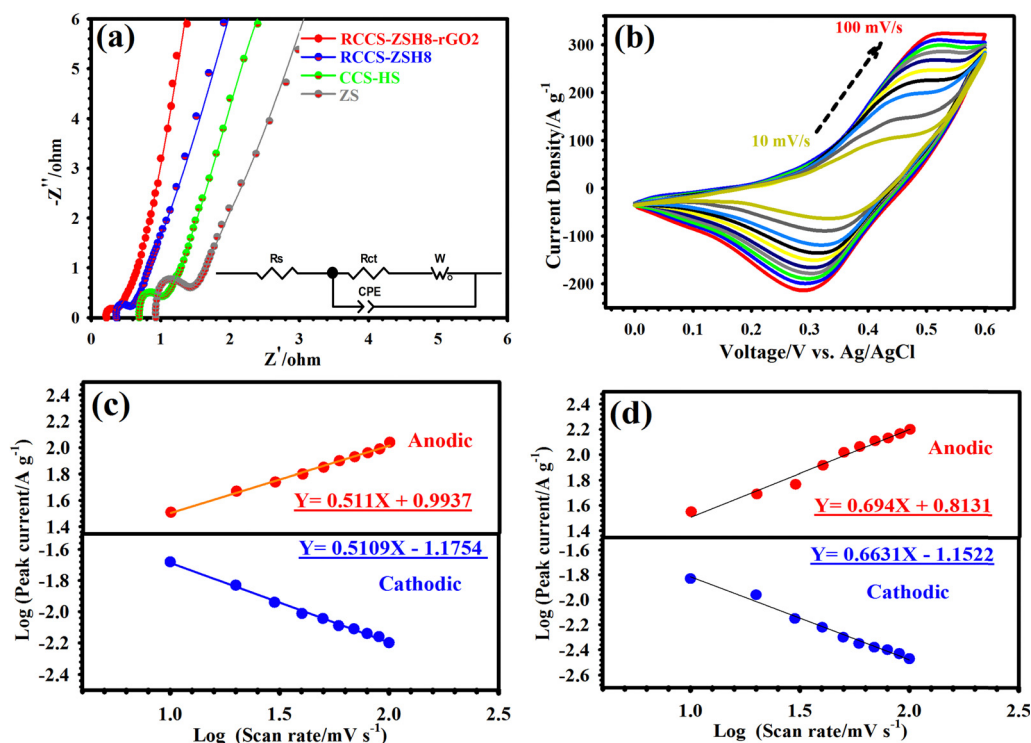 (a)
RCCS-ZSH8-rGO2
RCCS-ZSH8
CCS-HS
ZS
-Z''/ohm
-6
5
4
3
2
1
0
Rs
Rct
W
CPE
0 1 2 3 4 5 6
Z'/ohm
(b)
100 mV/s
10 mV/s
Current Density/A g-1
300
200
100
0
-100
-200
0.0 0.1 0.2 0.3 0.4 0.5 0.6
Voltage/V vs. Ag/AgCl
(c)
Anodic
Y= 0.511X + 0.9937
Y= 0.5109X - 1.1754
Cathodic
Log (Peak current/A g-1)
2.4
2.2
2.0
1.8
1.6
1.4
-1.6
-1.8
-2.0
-2.2
-2.4
1.0 1.5 2.0 2.5
Log (Scan rate/mV s-1)
(d)
Anodic
Y= 0.694X + 0.8131
Y= 0.6631X - 1.1522
Cathodic
Log (Peak current/A g-1)
2.4
2.2
2.0
1.8
1.6
1.4
-1.6
-1.8
-2.0
-2.2
-2.4
-2.6
1.0 1.5 2.0 2.5
Log (Scan rate/mV s-1)